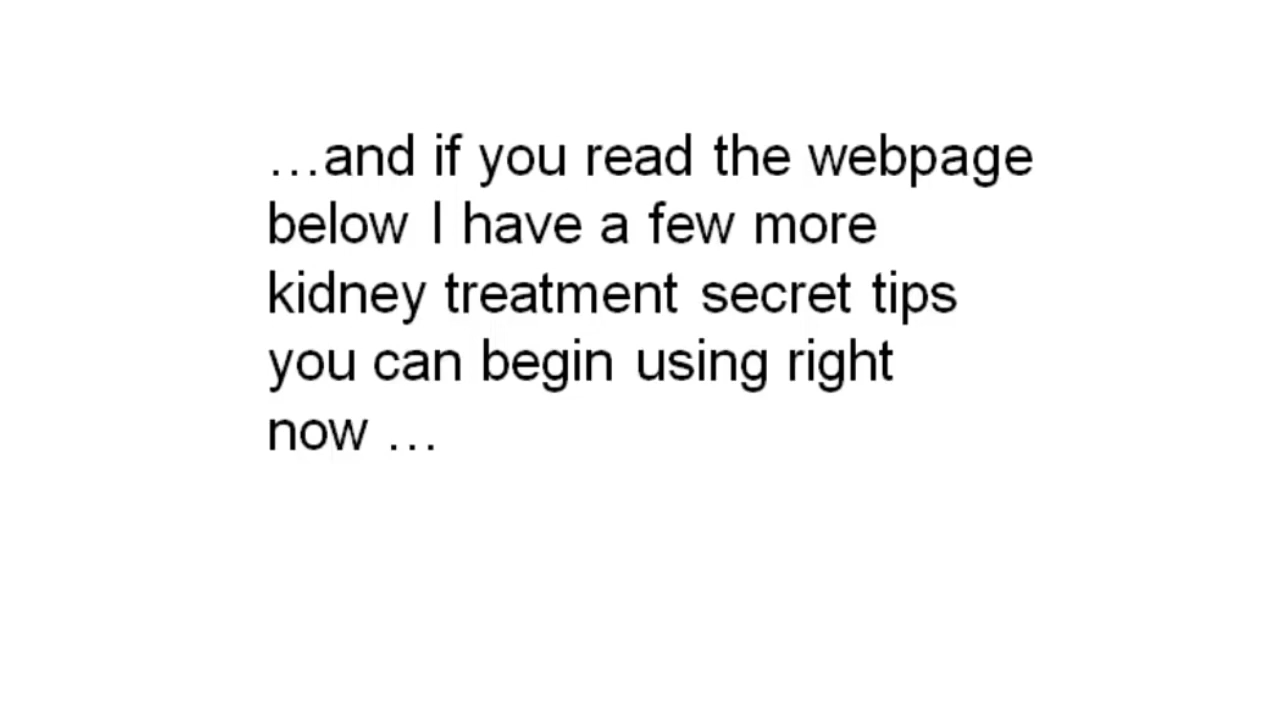 …and if you read the webpage
below I have a few more
kidney treatment secret tips
you can begin using right
now …